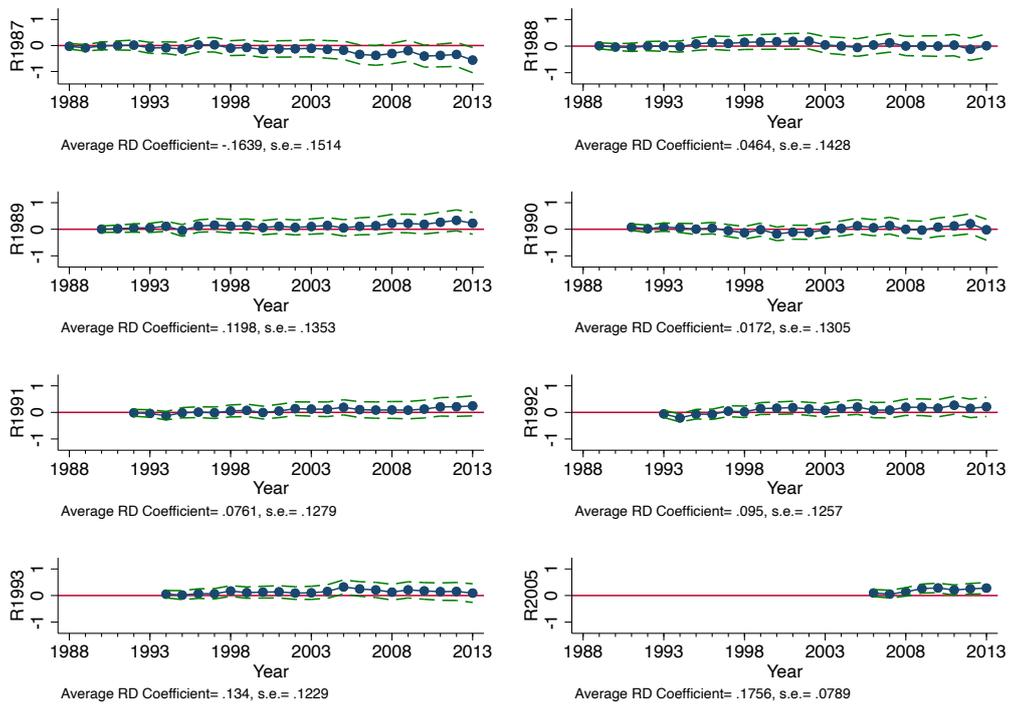 R1987
1
0
-1
1988 1993 1998 2003 2008 2013
Year
Average RD Coefficient= -.1639, s.e.= .1514
R1988
1
0
-1
1988 1993 1998 2003 2008 2013
Year
Average RD Coefficient= .0464, s.e.= .1428
R1989
1
0
-1
1988 1993 1998 2003 2008 2013
Year
Average RD Coefficient= .1198, s.e.= .1353
R1990
1
0
-1
1988 1993 1998 2003 2008 2013
Year
Average RD Coefficient= .0172, s.e.= .1305
R1991
1
0
-1
1988 1993 1998 2003 2008 2013
Year
Average RD Coefficient= .0761, s.e.= .1279
R1992
1
0
-1
1988 1993 1998 2003 2008 2013
Year
Average RD Coefficient= .095, s.e.= .1257
R1993
1
0
-1
1988 1993 1998 2003 2008 2013
Year
Average RD Coefficient= .134, s.e.= .1229
R2005
1
0
-1
1988 1993 1998 2003 2008 2013
Year
Average RD Coefficient= .1756, s.e.= .0789